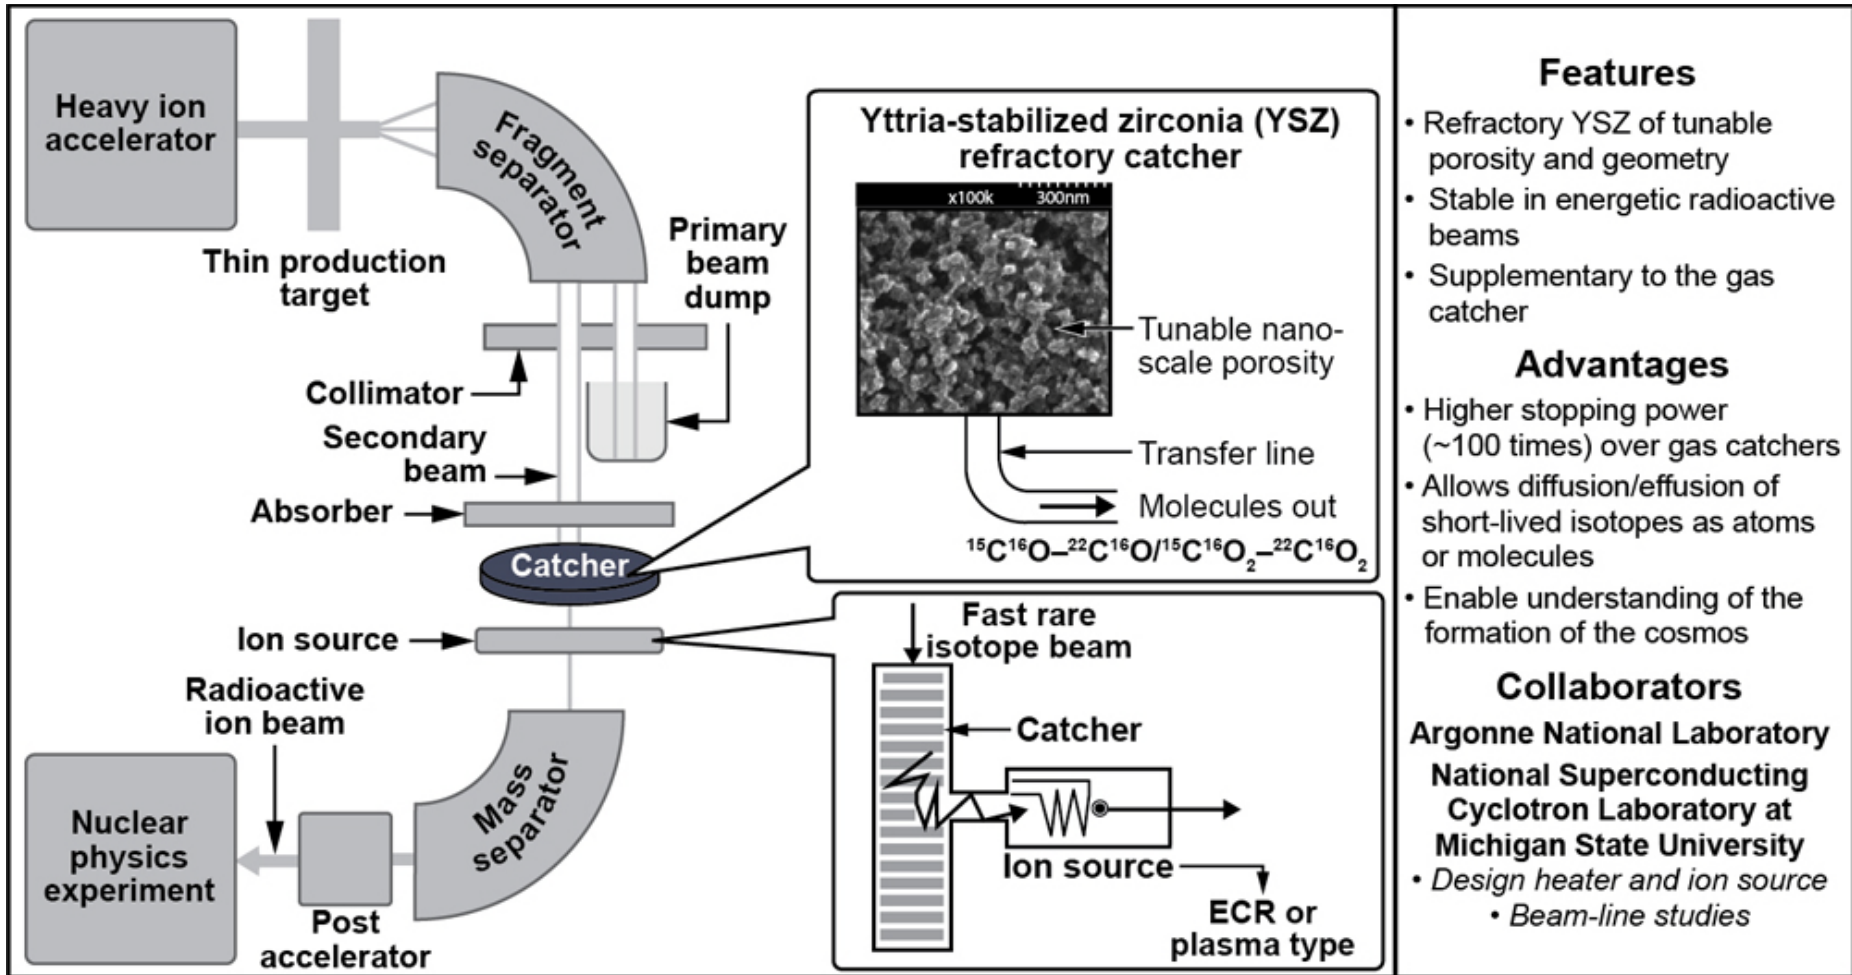 Heavy ion
accelerator
Thin production
target
Fragment
separator
Primary
beam
dump
Collimator
Secondary
beam
Absorber
Catcher
Ion source
Radioactive
ion beam
Mass
separator
Nuclear
physics
experiment
Post
accelerator
Yttria-stabilized zirconia (YSZ)
refractory catcher
x100k 300nm
Tunable nano-
scale porosity
Transfer line
Molecules out
¹⁵C¹⁶O–²²C¹⁶O/¹⁵C¹⁶O₂–²²C¹⁶O₂
Fast rare
isotope beam
Catcher
Ion source
ECR or
plasma type
Features
• Refractory YSZ of tunable
porosity and geometry
• Stable in energetic radioactive
beams
• Supplementary to the gas
catcher
Advantages
• Higher stopping power
(~100 times) over gas catchers
• Allows diffusion/effusion of
short-lived isotopes as atoms
or molecules
• Enable understanding of the
formation of the cosmos
Collaborators
Argonne National Laboratory
National Superconducting
Cyclotron Laboratory at
Michigan State University
• Design heater and ion source
• Beam-line studies